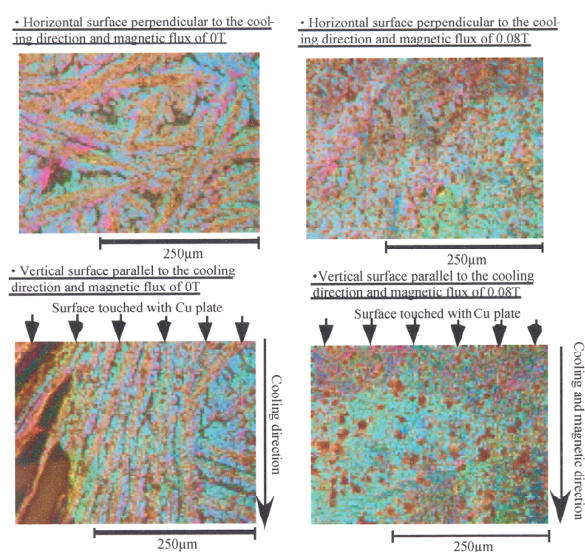 • Horizontal surface perpendicular to the cool-
ing direction and magnetic flux of 0T
• Horizontal surface perpendicular to the cool-
ing direction and magnetic flux of 0.08T
250µm
250µm
• Vertical surface parallel to the cooling
direction and magnetic flux of 0T
Surface touched with Cu plate
•Vertical surface parallel to the cooling
direction and magnetic flux of 0.08T
Surface touched with Cu plate
Cooling direction
Cooling and magnetic direction
250µm
250µm